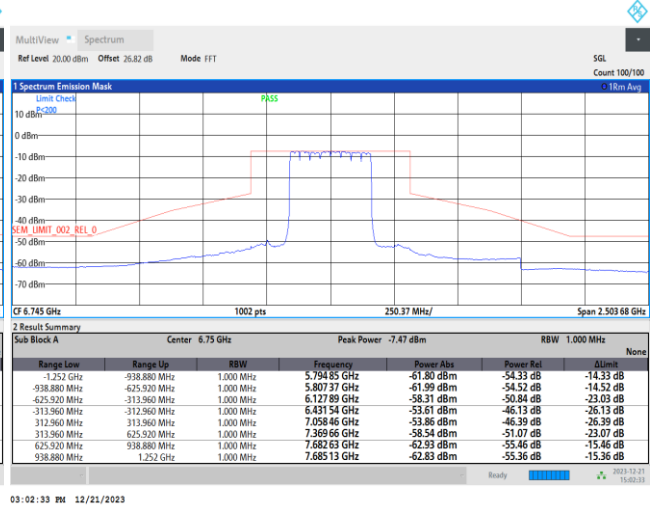 MultiView Spectrum
Ref Level 20.00 dBm Offset 26.82 dB Mode FFT SGL
Count 100/100
1 Spectrum Emission Mask 1Rm Avg
Limit Check PASS
P<200
10 dBm
0 dBm
-10 dBm
-20 dBm
-30 dBm
-40 dBm
SEM_LIMIT_002_REL_0
-50 dBm
-60 dBm
-70 dBm
CF 6.745 GHz 1002 pts 250.37 MHz/ Span 2.503 68 GHz
2 Result Summary
Sub Block A Center 6.75 GHz Peak Power -7.47 dBm RBW 1.000 MHz
None
Range Low Range Up RBW Frequency Power Abs Power Rel ΔLimit
-1.252 GHz -938.880 MHz 1.000 MHz 5.794 85 GHz -61.80 dBm -54.33 dB -14.33 dB
-938.880 MHz -625.920 MHz 1.000 MHz 5.807 37 GHz -61.99 dBm -54.52 dB -14.52 dB
-625.920 MHz -313.960 MHz 1.000 MHz 6.127 89 GHz -58.31 dBm -50.84 dB -23.03 dB
-313.960 MHz -312.960 MHz 1.000 MHz 6.431 54 GHz -53.61 dBm -46.13 dB -26.13 dB
312.960 MHz 313.960 MHz 1.000 MHz 7.058 46 GHz -53.86 dBm -46.39 dB -26.39 dB
313.960 MHz 625.920 MHz 1.000 MHz 7.369 66 GHz -58.54 dBm -51.07 dB -23.07 dB
625.920 MHz 938.880 MHz 1.000 MHz 7.682 63 GHz -62.93 dBm -55.46 dB -15.46 dB
938.880 MHz 1.252 GHz 1.000 MHz 7.685 13 GHz -62.83 dBm -55.36 dB -15.36 dB
Ready 2023-12-21
15:02:33
03:02:33 PM 12/21/2023